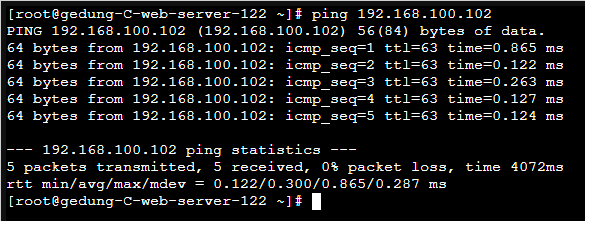 [root@gedung-C-web-server-122 ~]# ping 192.168.100.102
PING 192.168.100.102 (192.168.100.102) 56(84) bytes of data.
64 bytes from 192.168.100.102: icmp_seq=1 ttl=63 time=0.865 ms
64 bytes from 192.168.100.102: icmp_seq=2 ttl=63 time=0.122 ms
64 bytes from 192.168.100.102: icmp_seq=3 ttl=63 time=0.263 ms
64 bytes from 192.168.100.102: icmp_seq=4 ttl=63 time=0.127 ms
64 bytes from 192.168.100.102: icmp_seq=5 ttl=63 time=0.124 ms

--- 192.168.100.102 ping statistics ---
5 packets transmitted, 5 received, 0% packet loss, time 4072ms
rtt min/avg/max/mdev = 0.122/0.300/0.865/0.287 ms
[root@gedung-C-web-server-122 ~]#